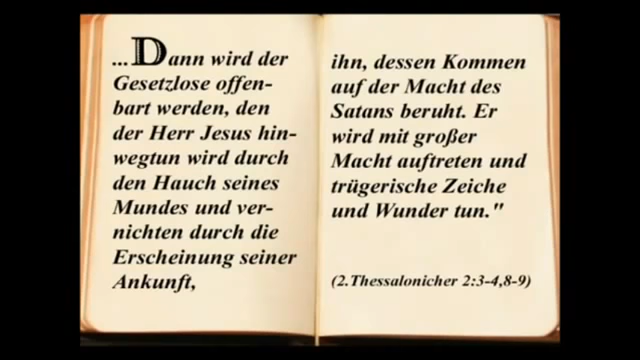 ...Dann wird der
Gesetzlose offen-
bart werden, den
der Herr Jesus hin-
wegtun wird durch
den Hauch seines
Mundes und ver-
nichten durch die
Erscheinung seiner
Ankunft,
ihn, dessen Kommen
auf der Macht des
Satans beruht. Er
wird mit großer
Macht auftreten und
trügerische Zeiche
und Wunder tun."
(2.Thessalonicher 2:3-4,8-9)